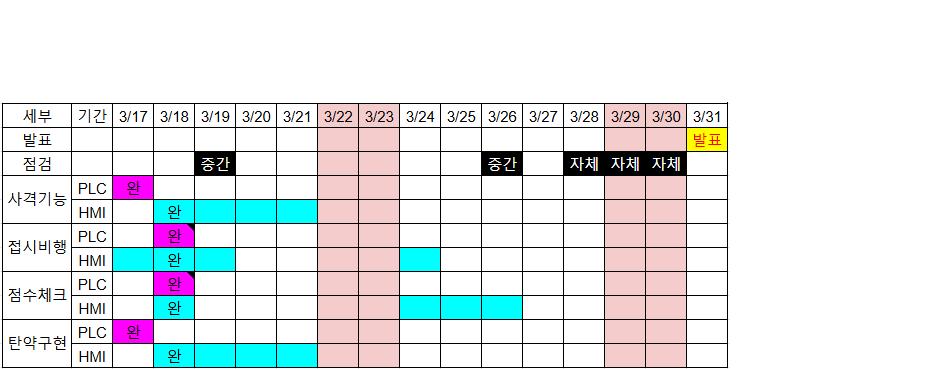 세부 기간 3/17 3/18 3/19 3/20 3/21 3/22 3/23 3/24 3/25 3/26 3/27 3/28 3/29 3/30 3/31
발표 발표
점검 중간 중간 자체 자체 자체
사격기능 PLC 완
HMI 완
접시비행 PLC 완
HMI 완
점수체크 PLC 완
HMI 완
탄약구현 PLC 완
HMI 완